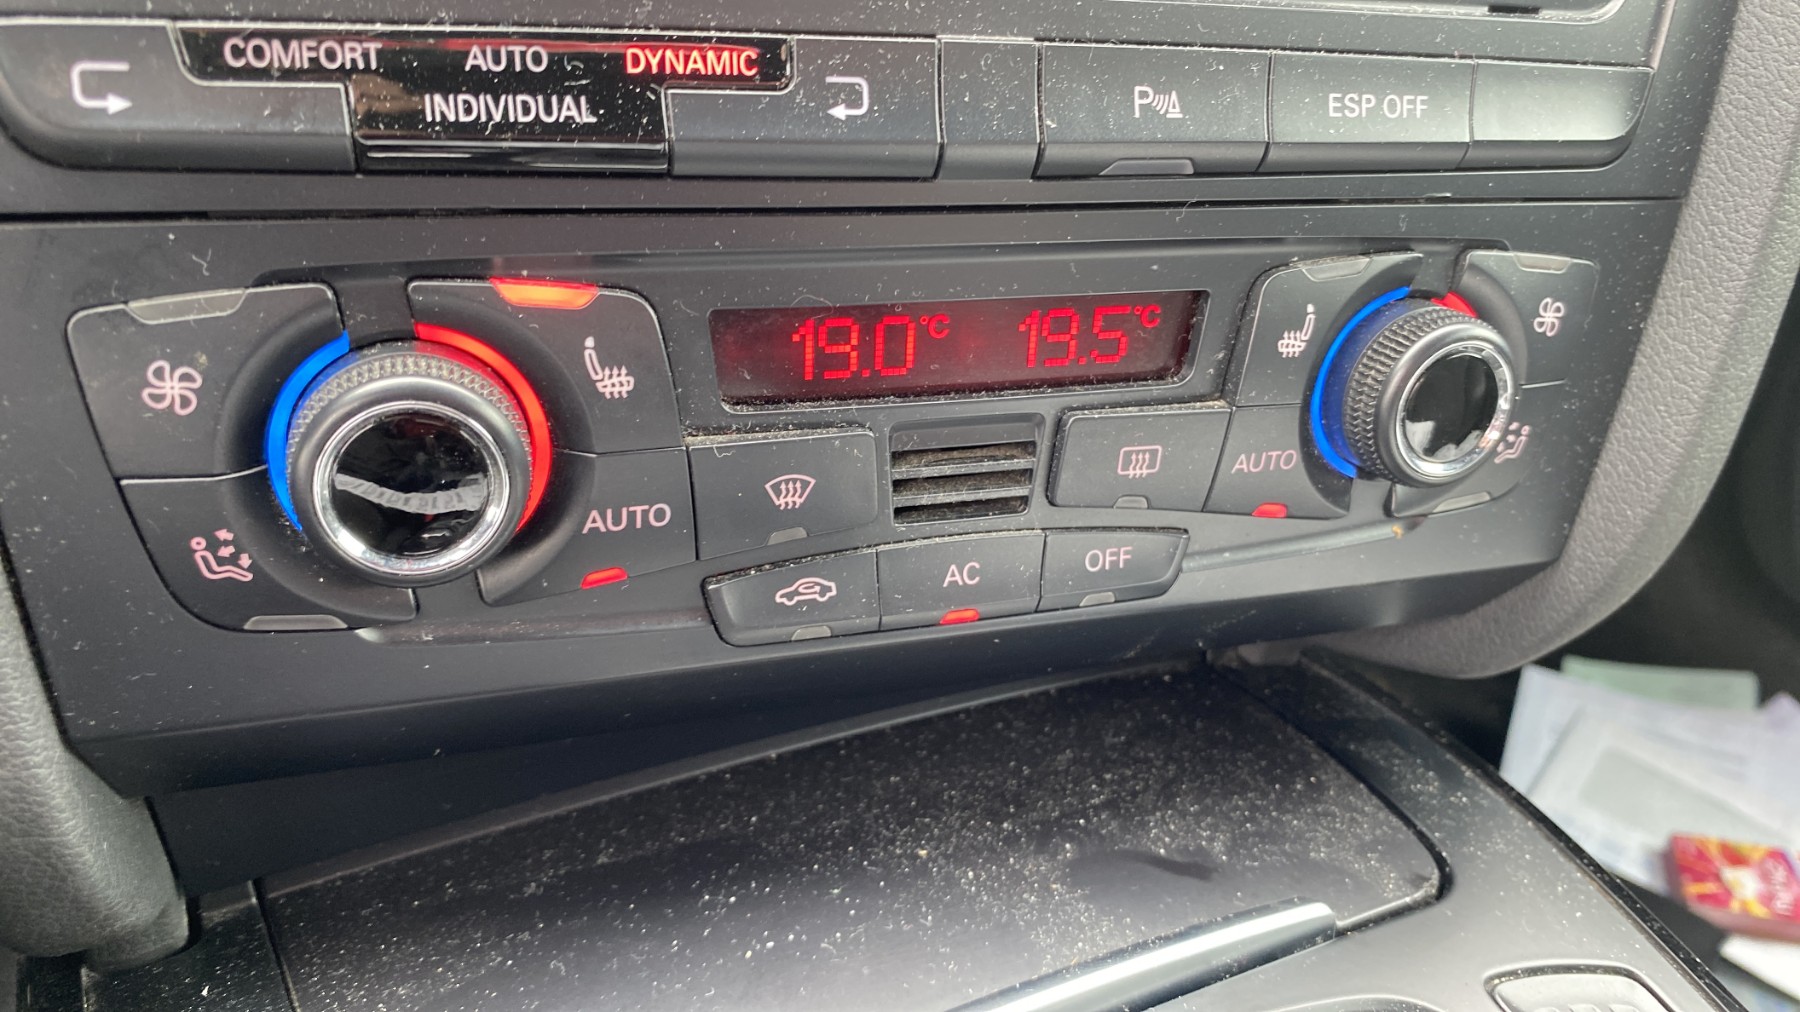 COMFORT AUTO DYNAMIC
INDIVIDUAL
P
ESP OFF
19.0°C 19.5°C
AUTO
AUTO
AC
OFF